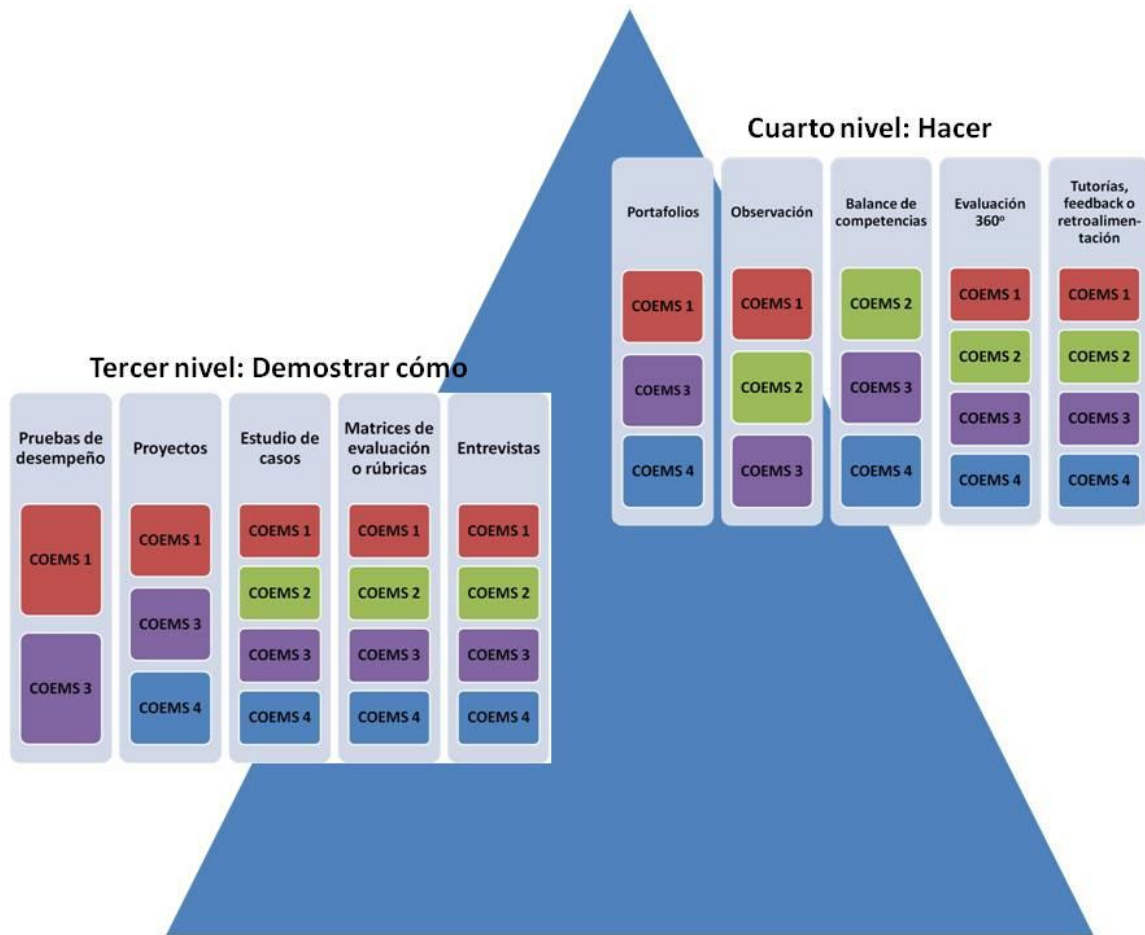 Cuarto nivel: Hacer
Portafolios
COEMS 1
COEMS 3
COEMS 4
Observación
COEMS 1
COEMS 2
COEMS 3
Balance de
competencias
COEMS 2
COEMS 3
COEMS 4
Evaluación
360º
COEMS 1
COEMS 2
COEMS 3
COEMS 4
Tutorías,
feedback o
retroalimen-
tación
COEMS 1
COEMS 2
COEMS 3
COEMS 4
Tercer nivel: Demostrar cómo
Pruebas de
desempeño
COEMS 1
COEMS 3
Proyectos
COEMS 1
COEMS 3
COEMS 4
Estudio de
casos
COEMS 1
COEMS 2
COEMS 3
COEMS 4
Matrices de
evaluación
o rúbricas
COEMS 1
COEMS 2
COEMS 3
COEMS 4
Entrevistas
COEMS 1
COEMS 2
COEMS 3
COEMS 4